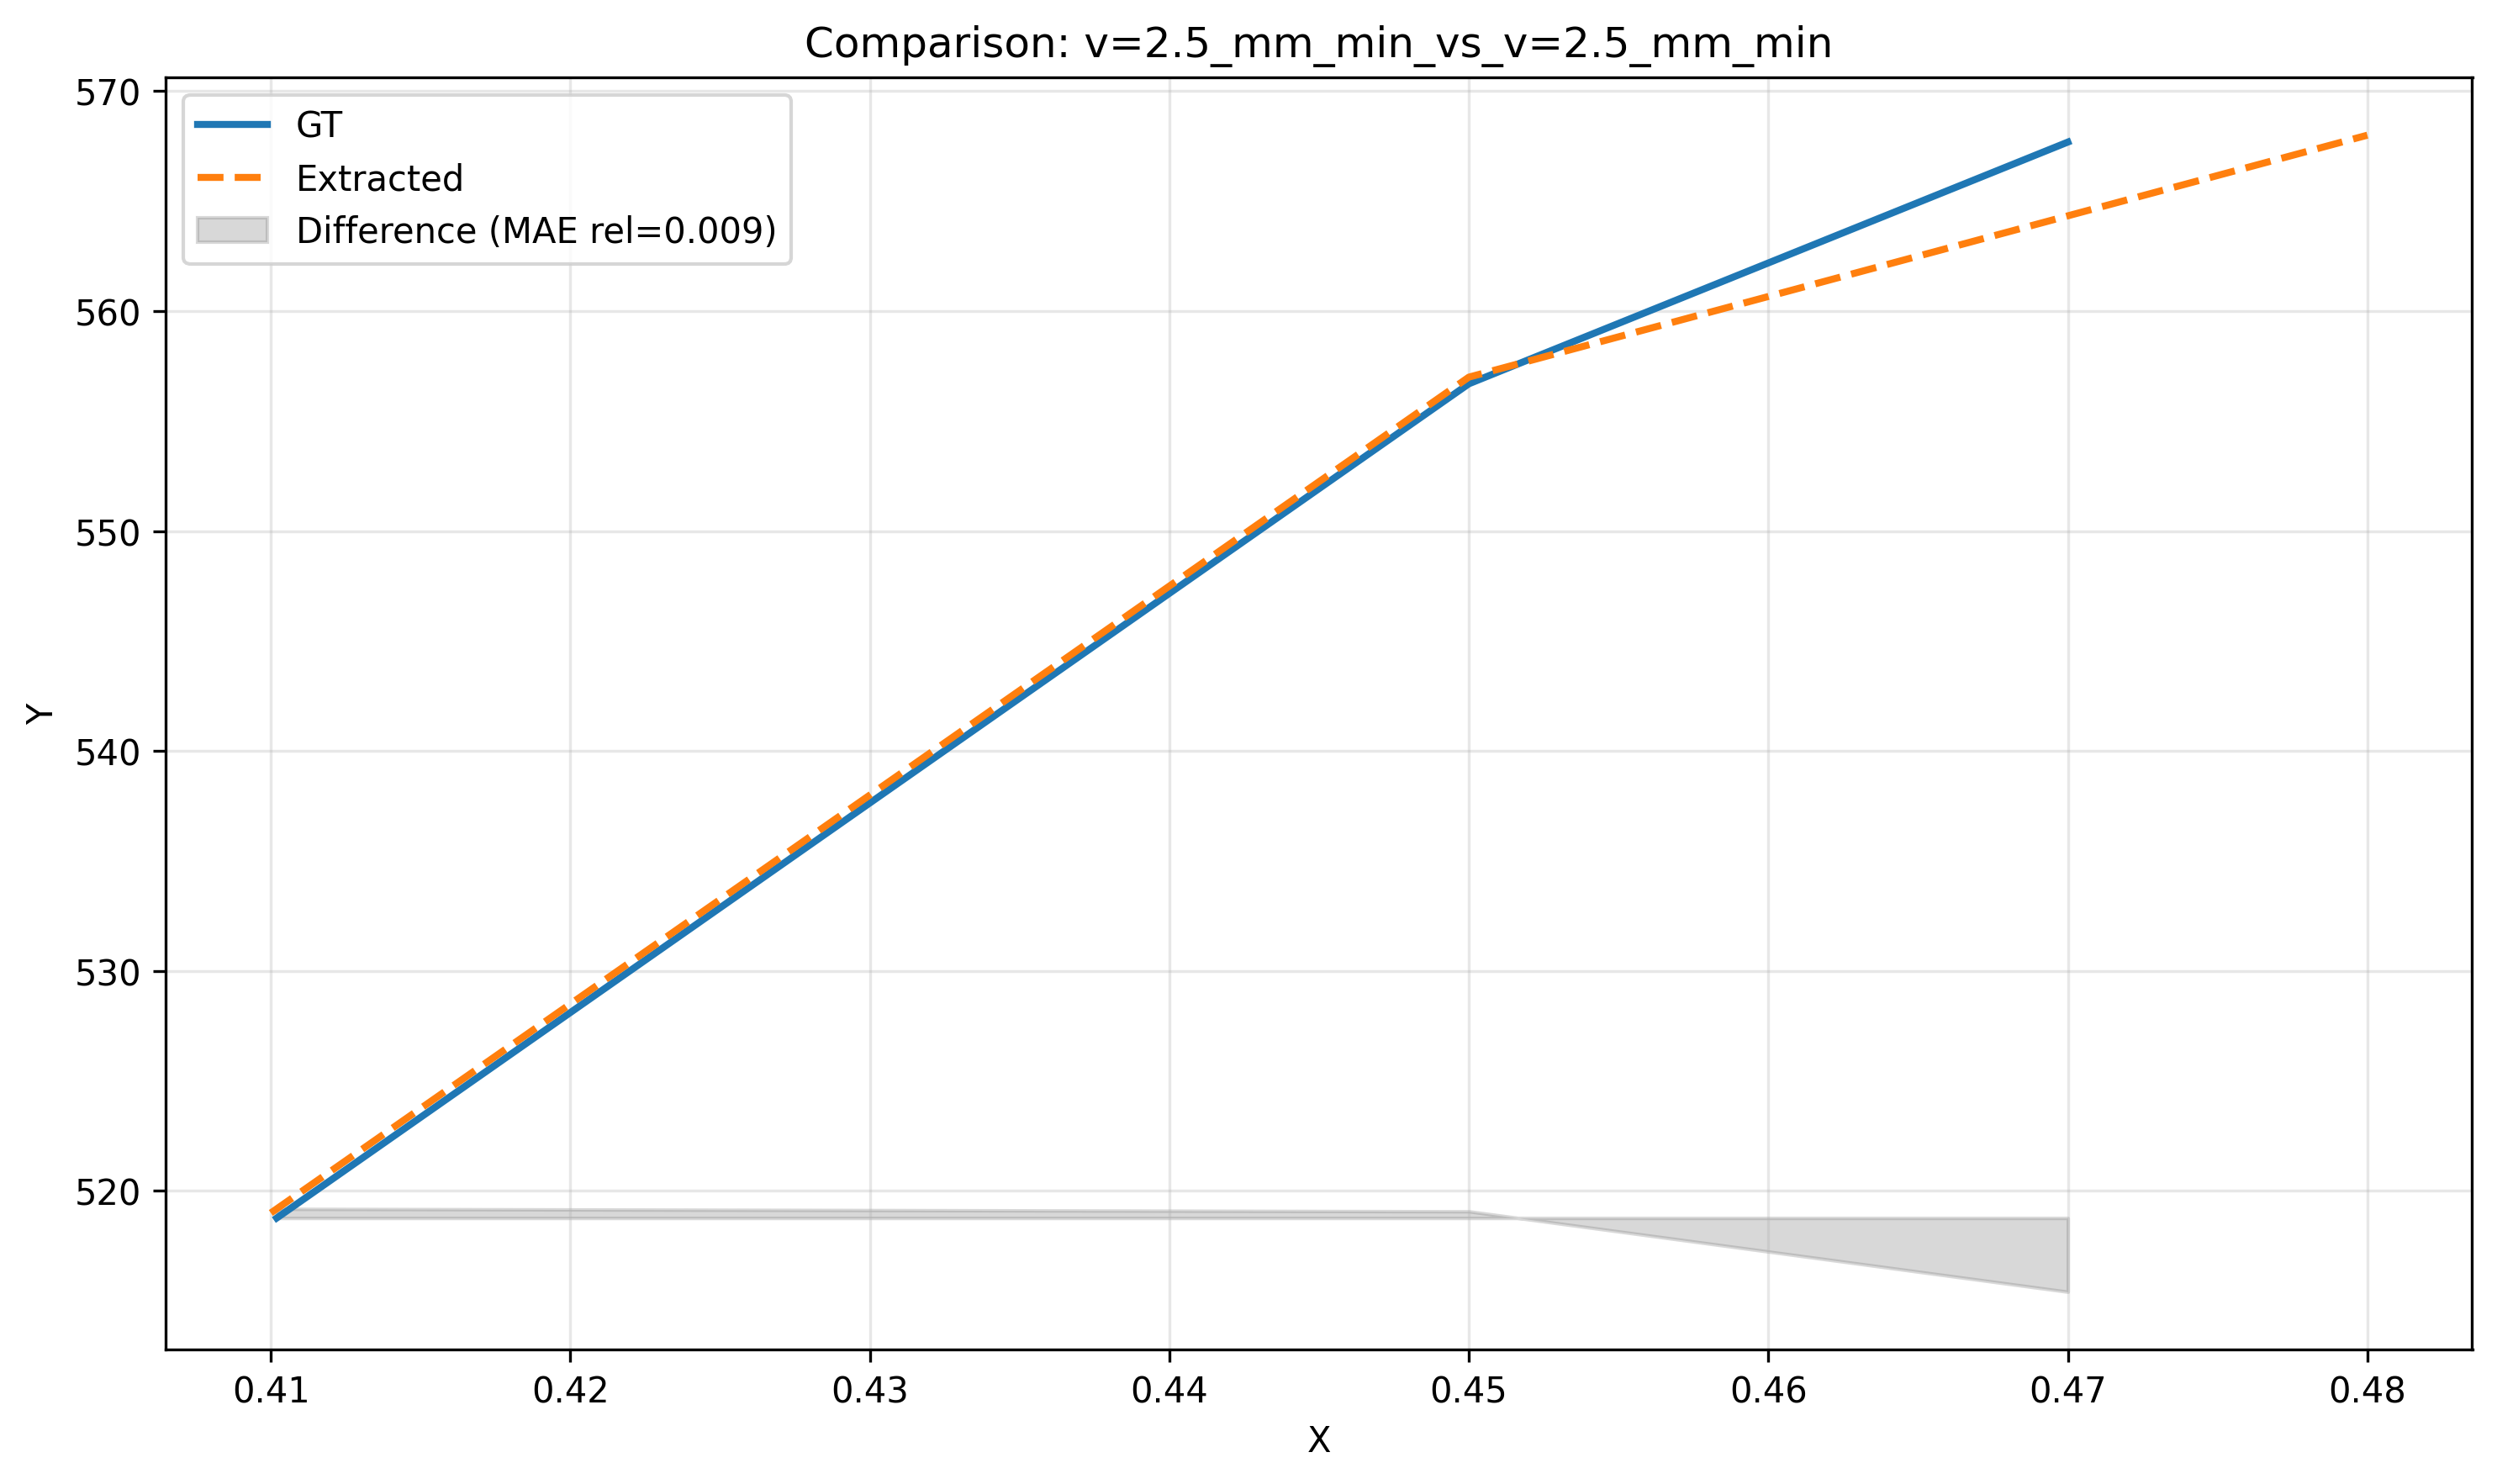 Comparison: v=2.5_mm_min_vs_v=2.5_mm_min
GT
Extracted
Difference (MAE rel=0.009)
570
560
550
540
530
520
Y
0.41 0.42 0.43 0.44 0.45 0.46 0.47 0.48
X